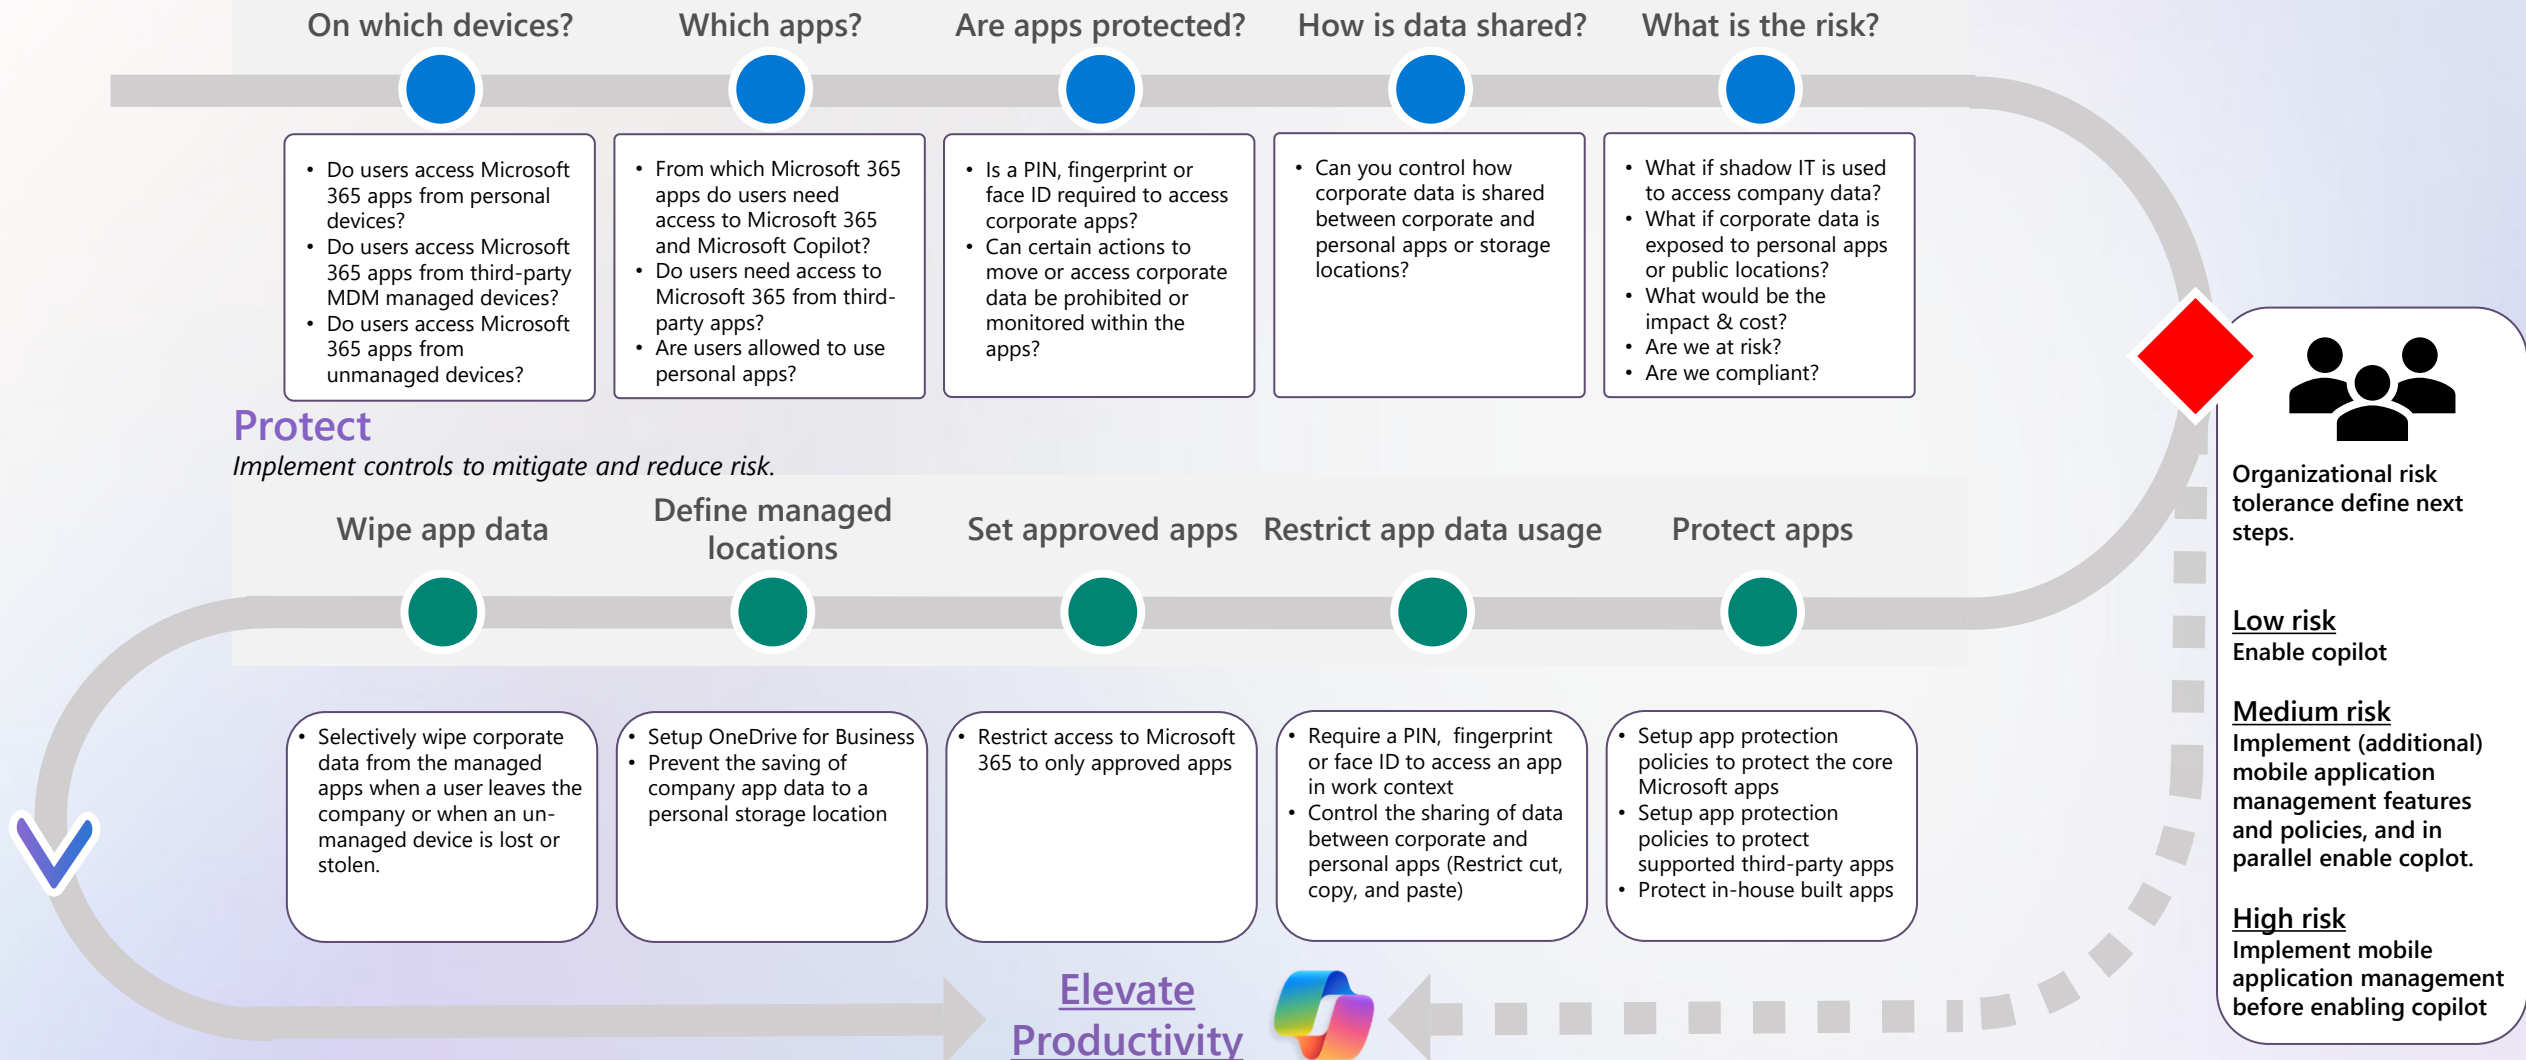 On which devices?
Which apps?
Are apps protected?
How is data shared?
What is the risk?
• Do users access Microsoft
365 apps from personal
devices?
• Do users access Microsoft
365 apps from third-party
MDM managed devices?
• Do users access Microsoft
365 apps from
unmanaged devices?
• From which Microsoft 365
apps do users need
access to Microsoft 365
and Microsoft Copilot?
• Do users need access to
Microsoft 365 from third-
party apps?
• Are users allowed to use
personal apps?
• Is a PIN, fingerprint or
face ID required to access
corporate apps?
• Can certain actions to
move or access corporate
data be prohibited or
monitored within the
apps?
• Can you control how
corporate data is shared
between corporate and
personal apps or storage
locations?
• What if shadow IT is used
to access company data?
• What if corporate data is
exposed to personal apps
or public locations?
• What would be the
impact & cost?
• Are we at risk?
• Are we compliant?
Protect
Implement controls to mitigate and reduce risk.
Wipe app data
Define managed
locations
Set approved apps
Restrict app data usage
Protect apps
• Selectively wipe corporate
data from the managed
apps when a user leaves the
company or when an un-
managed device is lost or
stolen.
• Setup OneDrive for Business
• Prevent the saving of
company app data to a
personal storage location
• Restrict access to Microsoft
365 to only approved apps
• Require a PIN, fingerprint
or face ID to access an app
in work context
• Control the sharing of data
between corporate and
personal apps (Restrict cut,
copy, and paste)
• Setup app protection
policies to protect the core
Microsoft apps
• Setup app protection
policies to protect
supported third-party apps
• Protect in-house built apps
Organizational risk
tolerance define next
steps.
Low risk
Enable copilot
Medium risk
Implement (additional)
mobile application
management features
and policies, and in
parallel enable coplot.
High risk
Implement mobile
application management
before enabling copilot
Elevate
Productivity